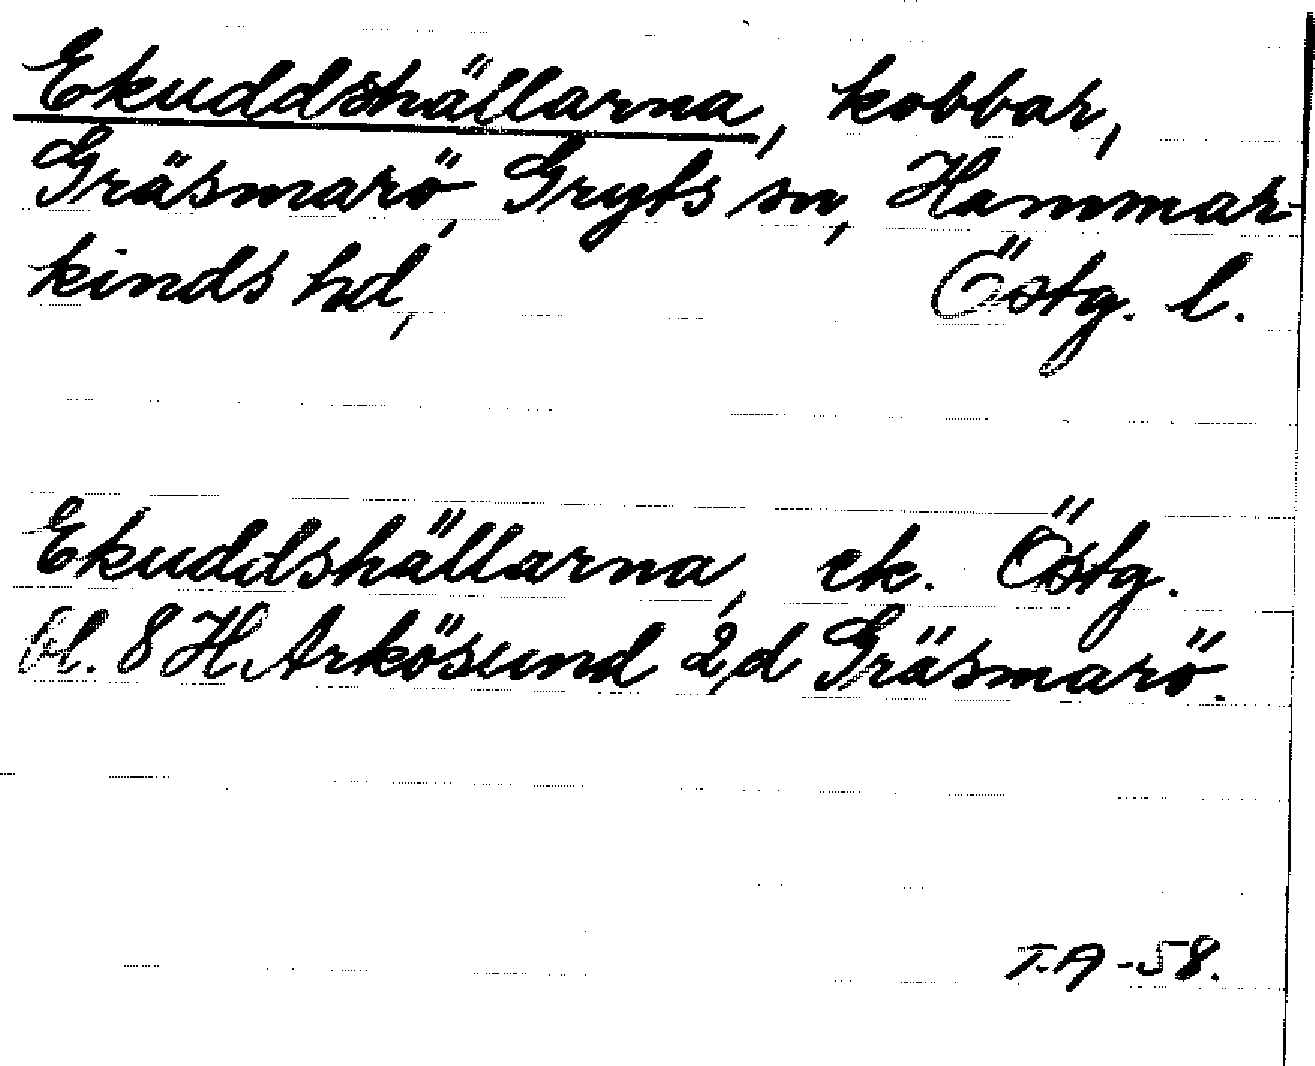 Ekuddshällarna, kobbar,
Gräsmarö, Gryts sn, Hammar-
kinds hd, Östg. l.
Ekuddshällarna, ek. Östg.
bl. 8 H. Arkösund 2,d Gräsmarö.
T.A -58.